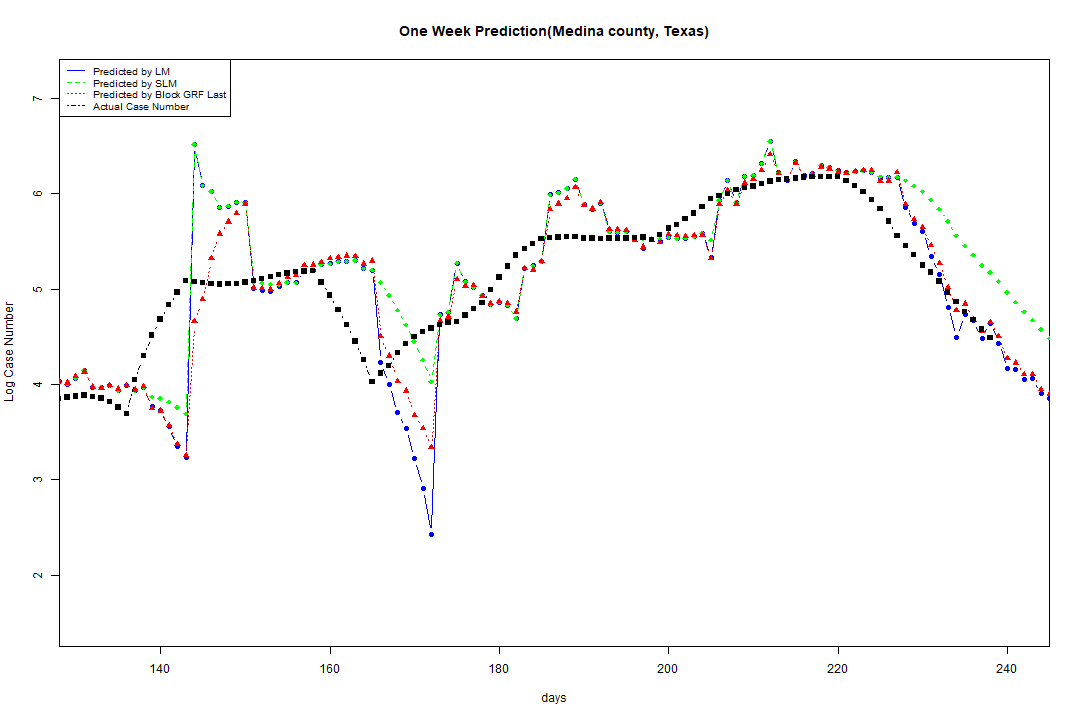 One Week Prediction(Medina county, Texas)
Predicted by LM
Predicted by SLM
Predicted by Block GRF Last
Actual Case Number
7
6
5
4
3
2
Log Case Number
140 160 180 200 220 240
days